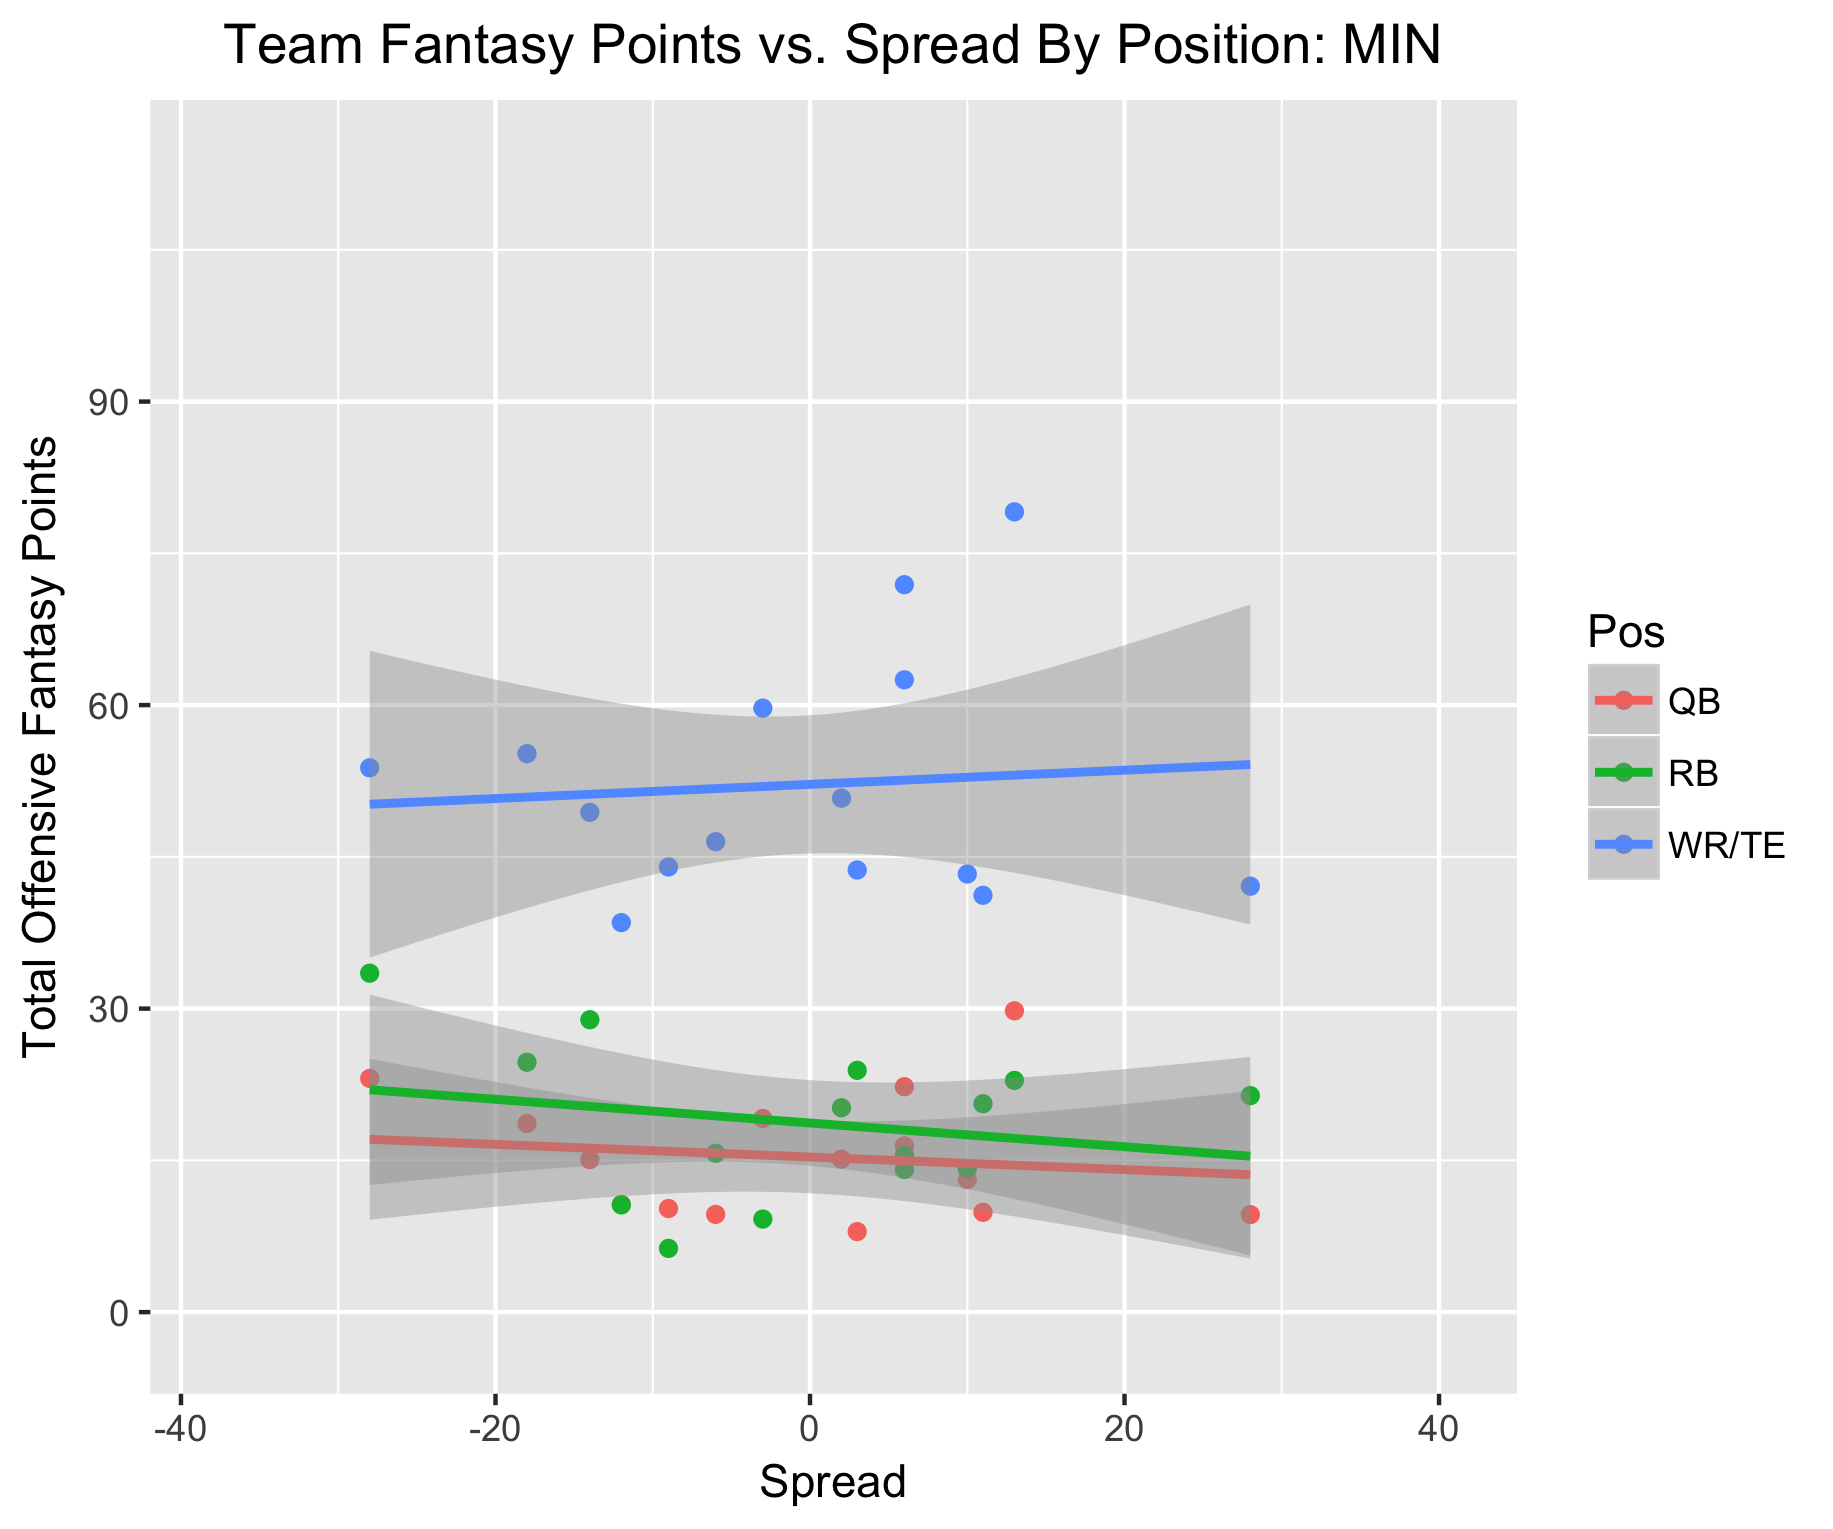 Team Fantasy Points vs. Spread By Position: MIN
Total Offensive Fantasy Points
90
60
30
0
-40
-20
0
20
40
Spread
Pos
QB
RB
WR/TE